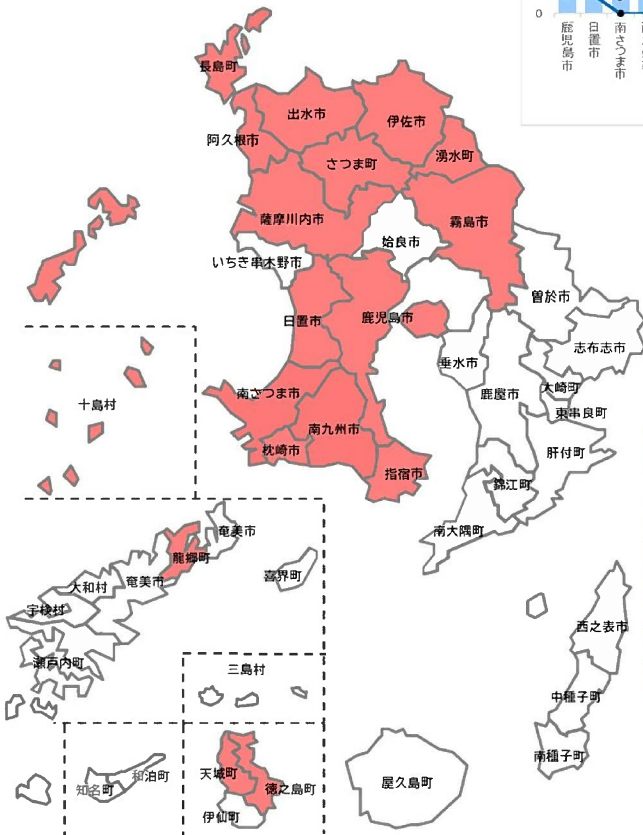 0
鹿児島市
日置市
南さつま市
長島町
出水市
伊佐市
阿久根市
さつま町
湧水町
薩摩川内市
霧島市
姶良市
いちき串木野市
曽於市
日置市
鹿児島市
志布志市
垂水市
大崎町
鹿屋市
南さつま市
十島村
東串良町
南九州市
肝付町
枕崎市
指宿市
錦江町
南大隅町
奄美市
龍郷町
喜界町
奄美市
大和村
宇検村
西之表市
瀬戸内町
三島村
中種子町
南種子町
和泊町
天城町
屋久島町
知名町
徳之島町
伊仙町